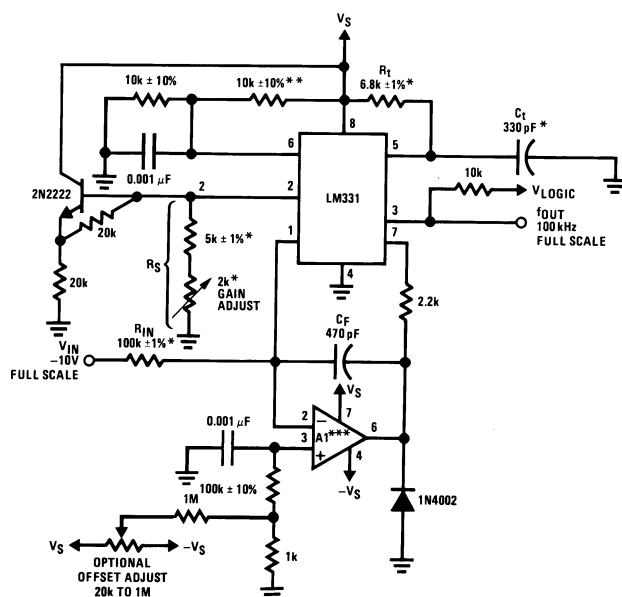 VS
10k ± 10%
10k ± 10% **
Rt
6.8k ± 1% *
Ct
330 pF *
8
6
5
0.001 μF
10k
VLOGIC
2N2222
2
2
LM331
3
fOUT
100 kHz
FULL SCALE
20k
5k ± 1% *
1
7
RS
4
20k
2k*
GAIN
ADJUST
2.2k
VIN
−10V
FULL SCALE
RIN
100k ± 1% *
CF
470 pF
VS
0.001 μF
2
7
6
3
A1***
−
+
4
−VS
100k ± 10%
1N4002
1M
VS
−VS
1k
OPTIONAL
OFFSET ADJUST
20k TO 1M